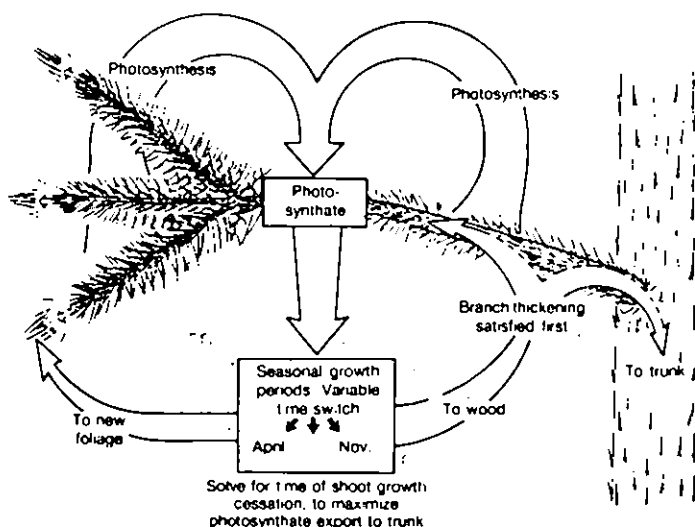 Photosynthesis
Photosynthesis
Photo-
synthate
Branch thickening
satisfied first
To trunk
Seasonal growth
periods Variable
time switch
April Nov.
To new
foliage
To wood
Solve for time of shoot growth
cessation, to maximize
photosynthate export to trunk